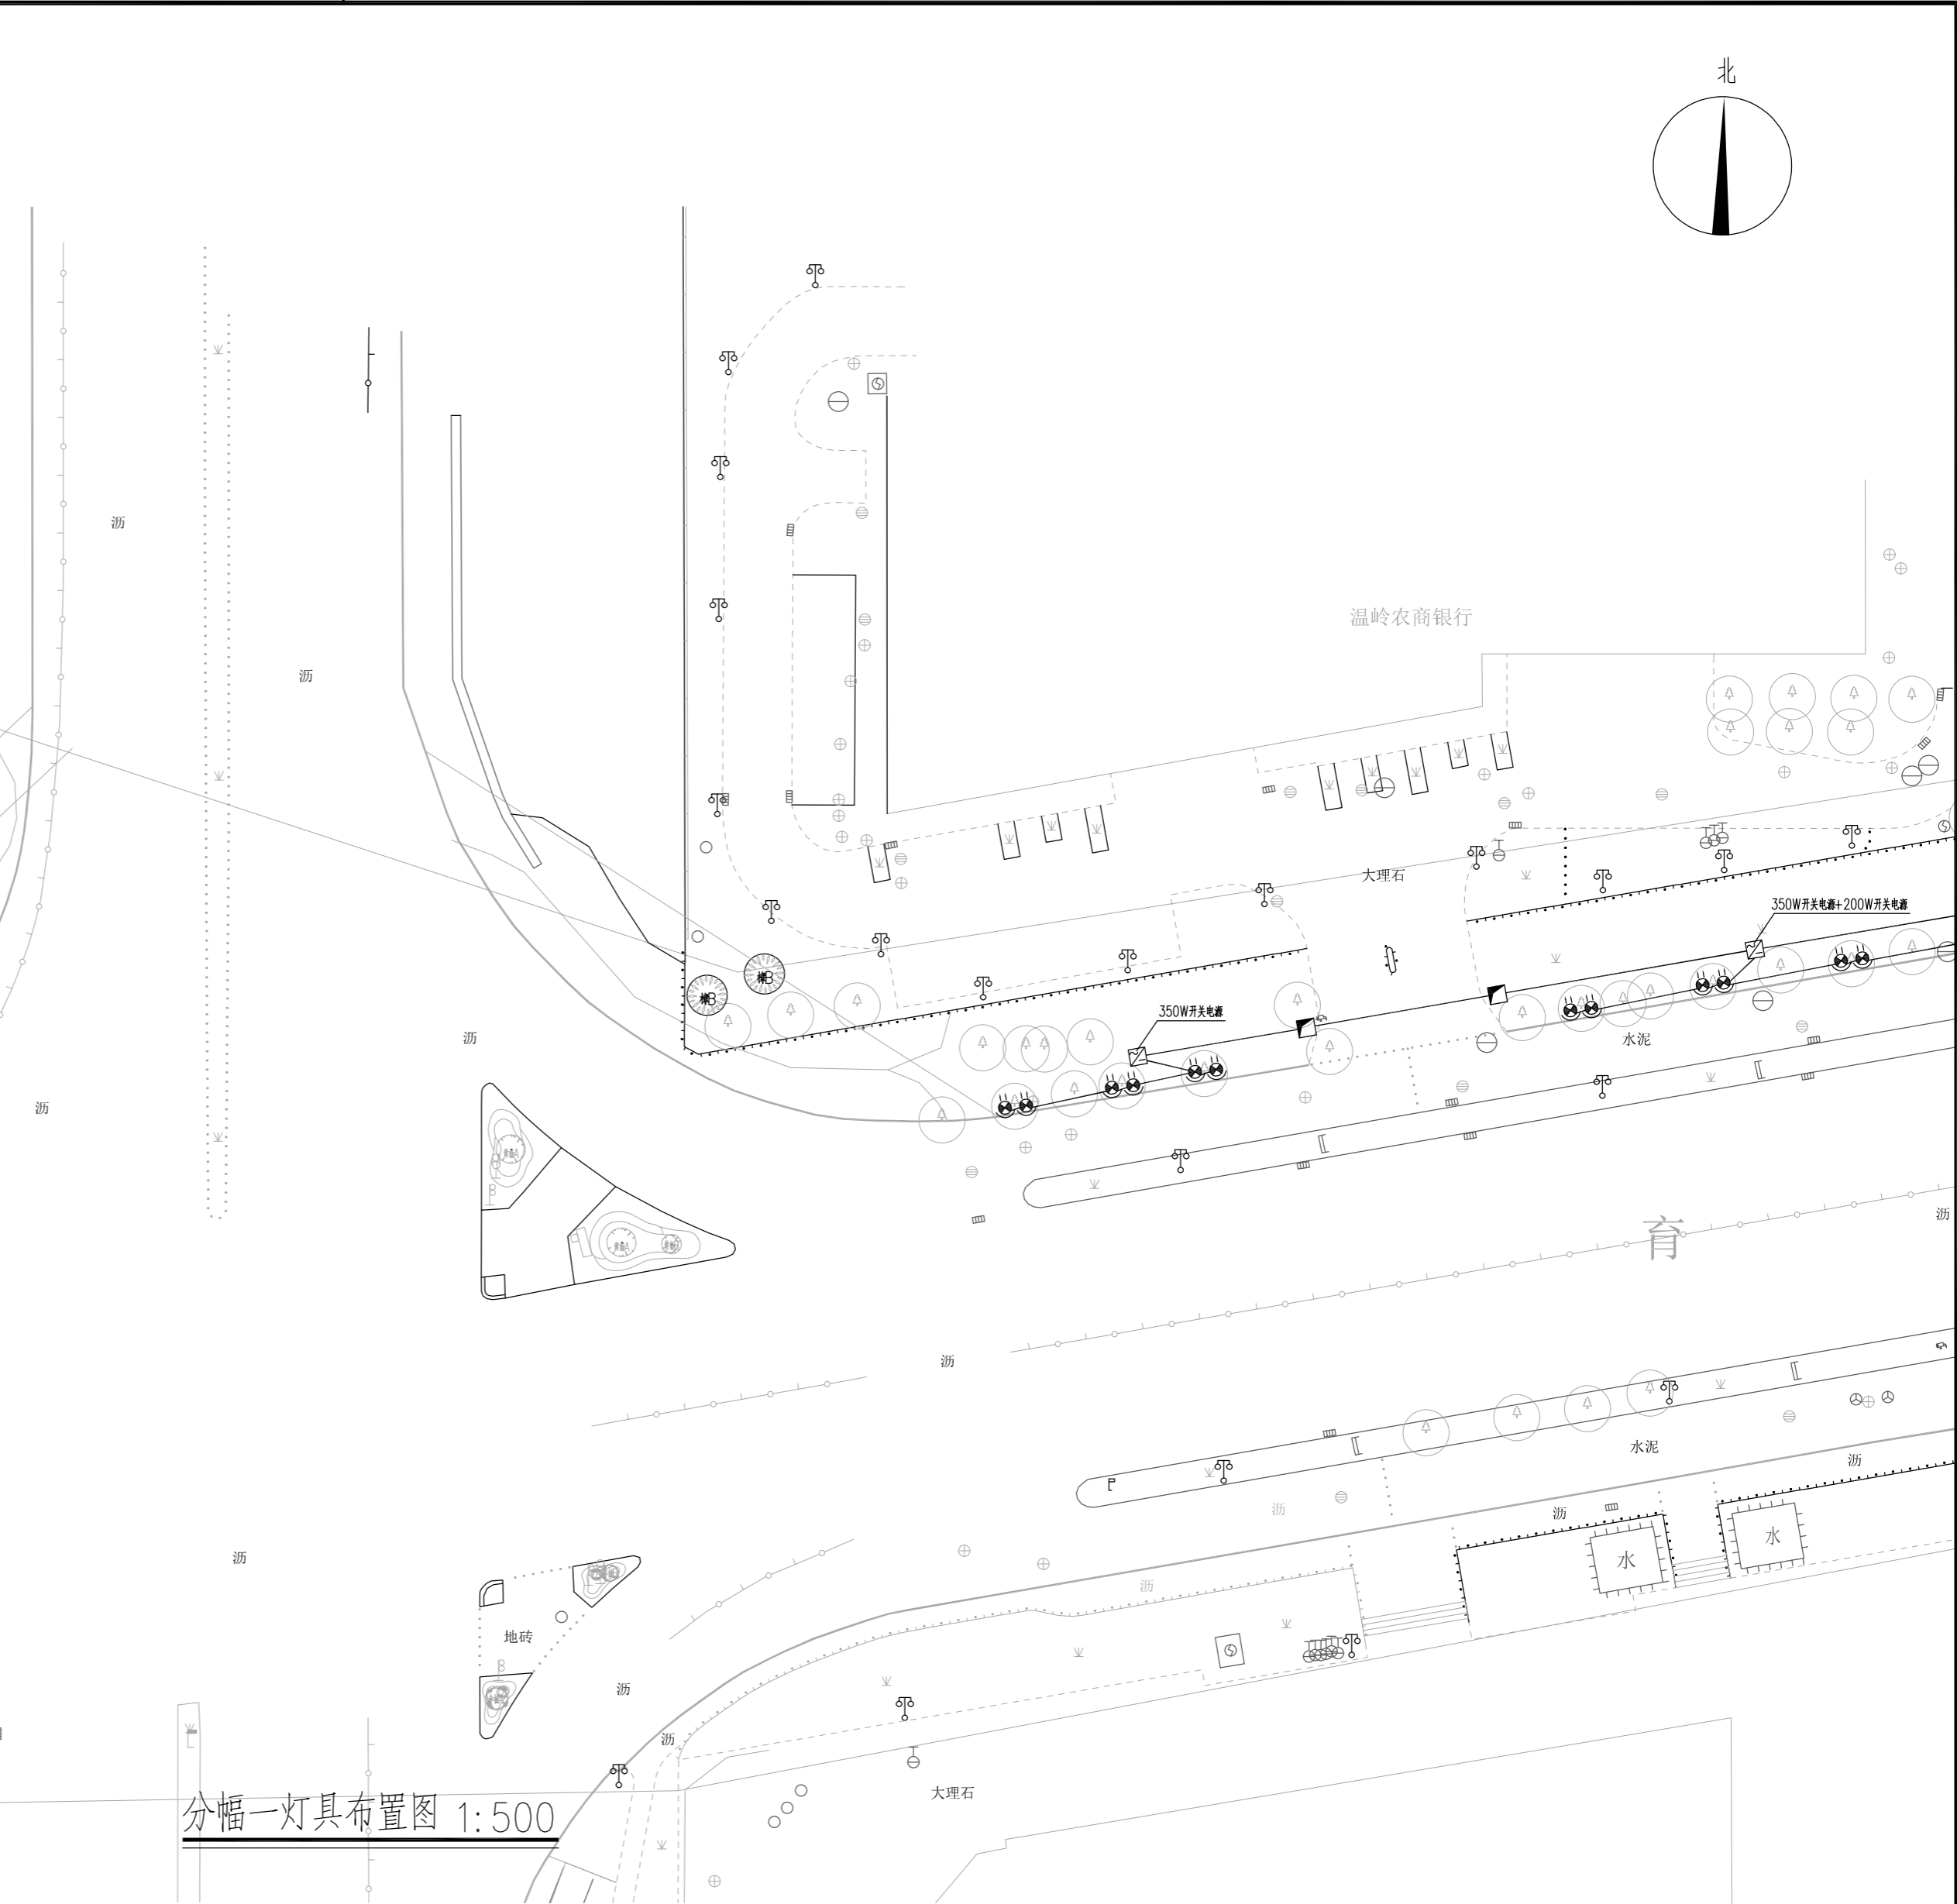 北
沥
温岭农商银行
沥
大理石
350W开关电源+200W开关电源
350W开关电源
沥
水泥
沥
沥
育
沥
水泥
沥
沥
沥
水
水
沥
沥
地砖
沥
沥
大理石
分幅一灯具布置图 1:500